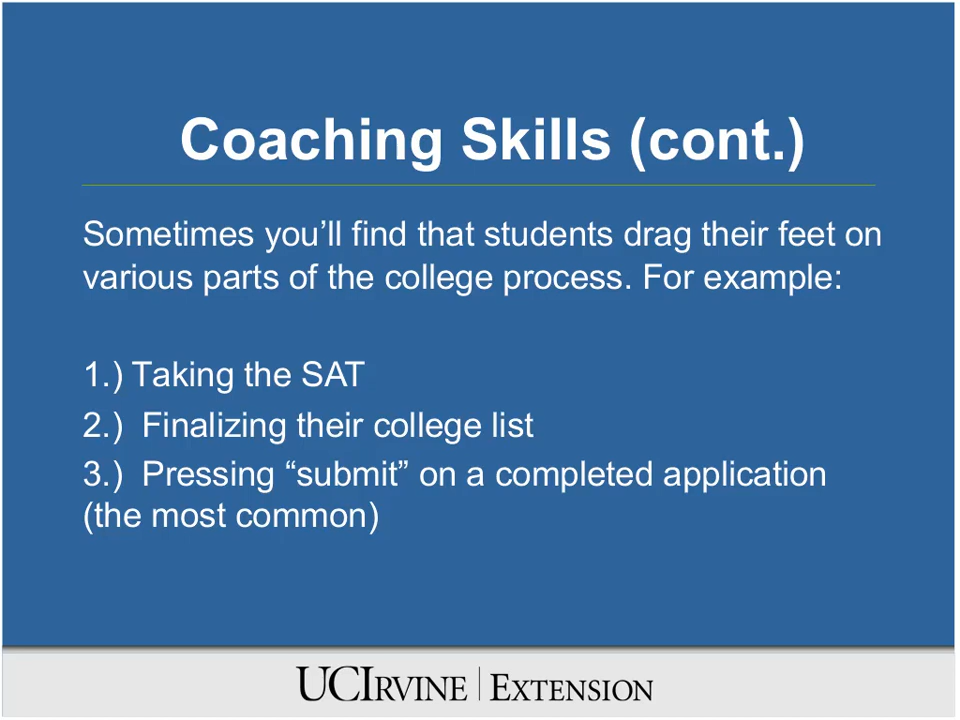 Coaching Skills (cont.)
Sometimes you’ll find that students drag their feet on
various parts of the college process. For example:
1.) Taking the SAT
2.)  Finalizing their college list
3.)  Pressing “submit” on a completed application
(the most common)
UCIRVINE | EXTENSION